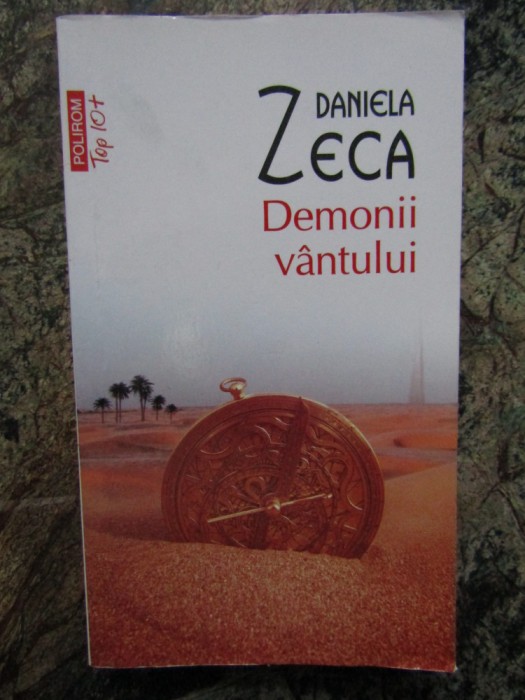 POLIROM
Top 10+
DANIELA
ZECA
Demonii
vântului